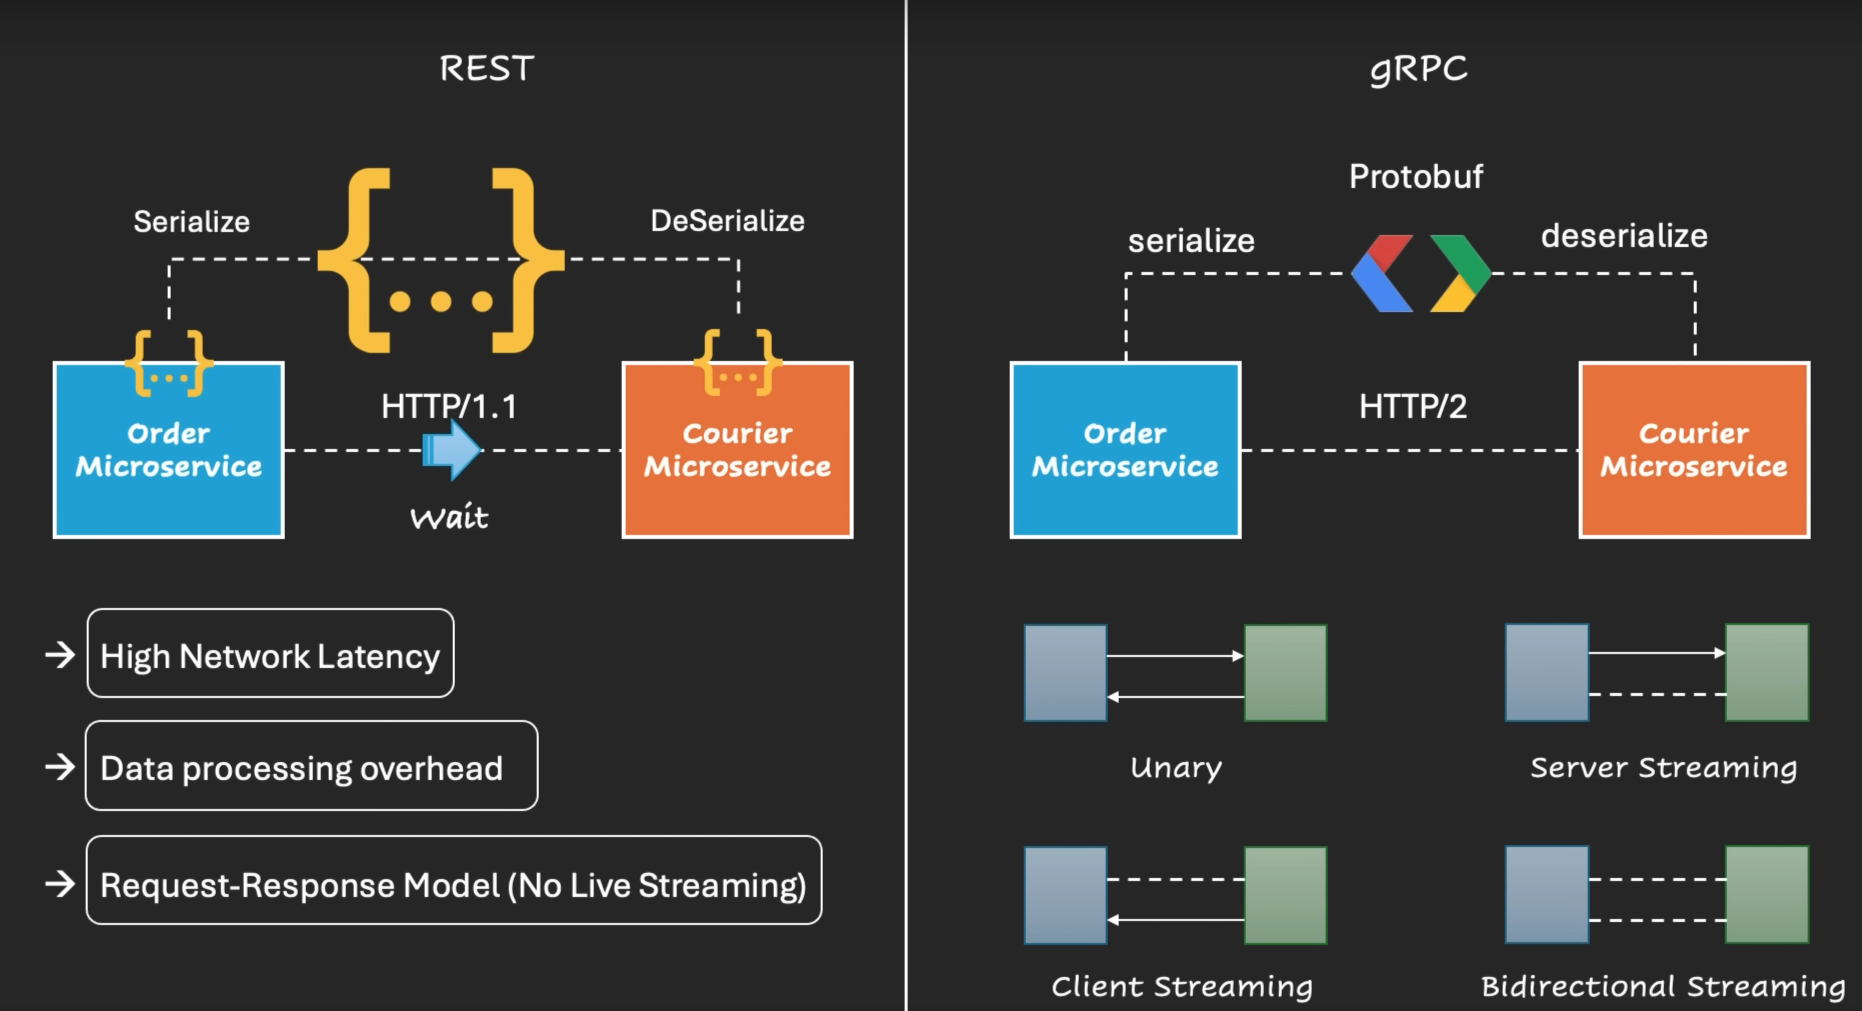 REST
Serialize
DeSerialize
{...}
{...}
{...}
HTTP/1.1
Order
Microservice
Courier
Microservice
Wait
High Network Latency
Data processing overhead
Request-Response Model (No Live Streaming)
gRPC
Protobuf
serialize
deserialize
HTTP/2
Order
Microservice
Courier
Microservice
Unary
Server Streaming
Client Streaming
Bidirectional Streaming